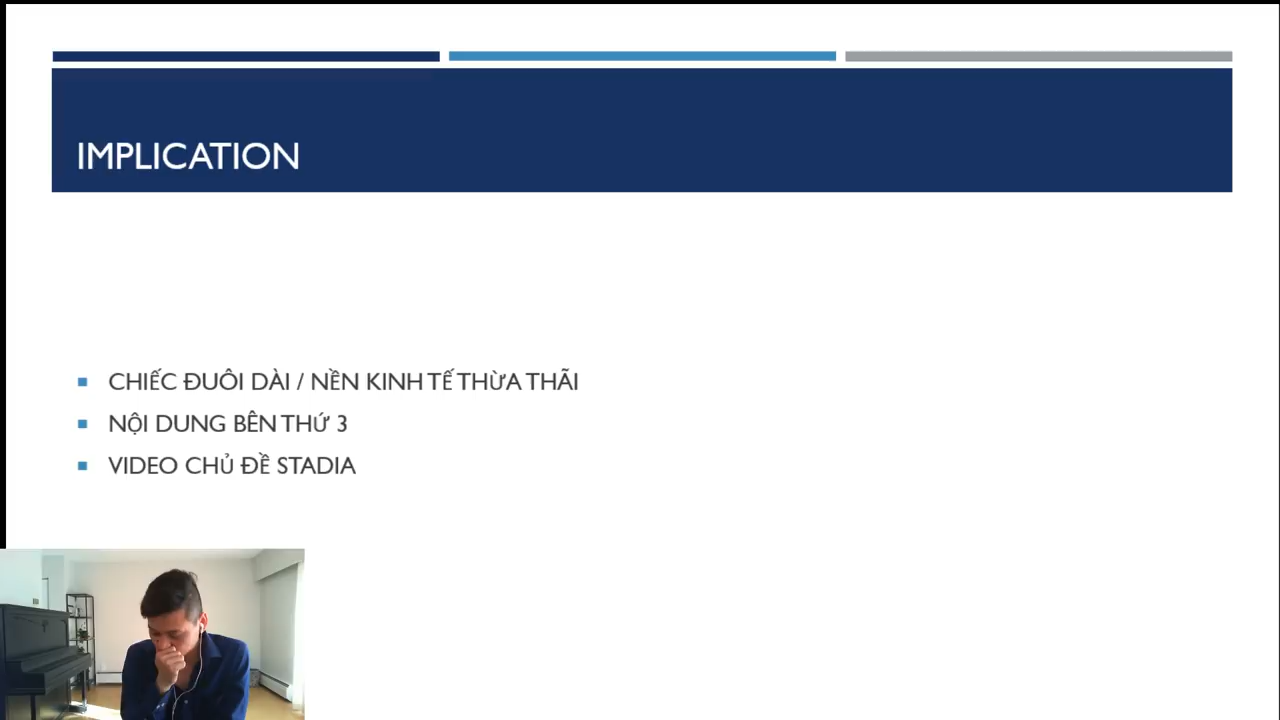 IMPLICATION
CHIẾC ĐUÔI DÀI / NỀN KINH TẾ THỪA THÃI
NỘI DUNG BÊN THỨ 3
VIDEO CHỦ ĐỀ STADIA